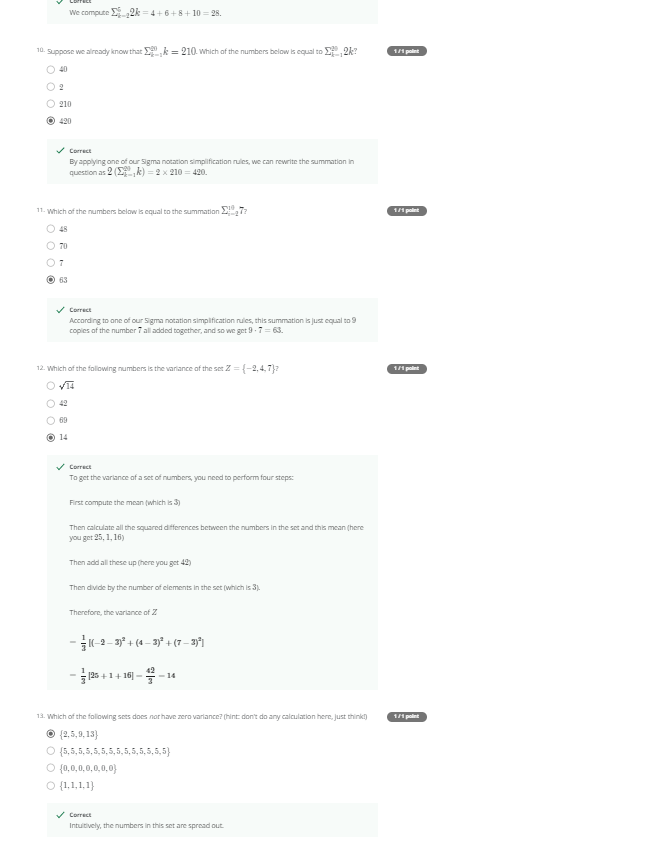 Correct
We compute Σ_{k=2}^{5} 2k = 4 + 6 + 8 + 10 = 28.
10. Suppose we already know that Σ_{k=1}^{20} k = 210. Which of the numbers below is equal to Σ_{k=1}^{20} 2k? 1 / 1 point
40
2
210
420
Correct
By applying one of our Sigma notation simplification rules, we can rewrite the summation in
question as 2 (Σ_{k=1}^{20} k) = 2 × 210 = 420.
11. Which of the numbers below is equal to the summation Σ_{i=2}^{10} 7? 1 / 1 point
48
70
7
63
Correct
According to one of our Sigma notation simplification rules, this summation is just equal to 9
copies of the number 7 all added together, and so we get 9 · 7 = 63.
12. Which of the following numbers is the variance of the set Z = {−2, 4, 7}? 1 / 1 point
√14
42
69
14
Correct
To get the variance of a set of numbers, you need to perform four steps:
First compute the mean (which is 3)
Then calculate all the squared differences between the numbers in the set and this mean (here
you get 25, 1, 16)
Then add all these up (here you get 42)
Then divide by the number of elements in the set (which is 3).
Therefore, the variance of Z
= 1/3 [(−2 − 3)² + (4 − 3)² + (7 − 3)²]
= 1/3 [25 + 1 + 16] = 42/3 = 14
13. Which of the following sets does not have zero variance? (hint: don't do any calculation here, just think!) 1 / 1 point
{2, 5, 9, 13}
{5, 5, 5, 5, 5, 5, 5, 5, 5, 5, 5, 5, 5, 5}
{0, 0, 0, 0, 0, 0, 0}
{1, 1, 1, 1}
Correct
Intuitively, the numbers in this set are spread out.